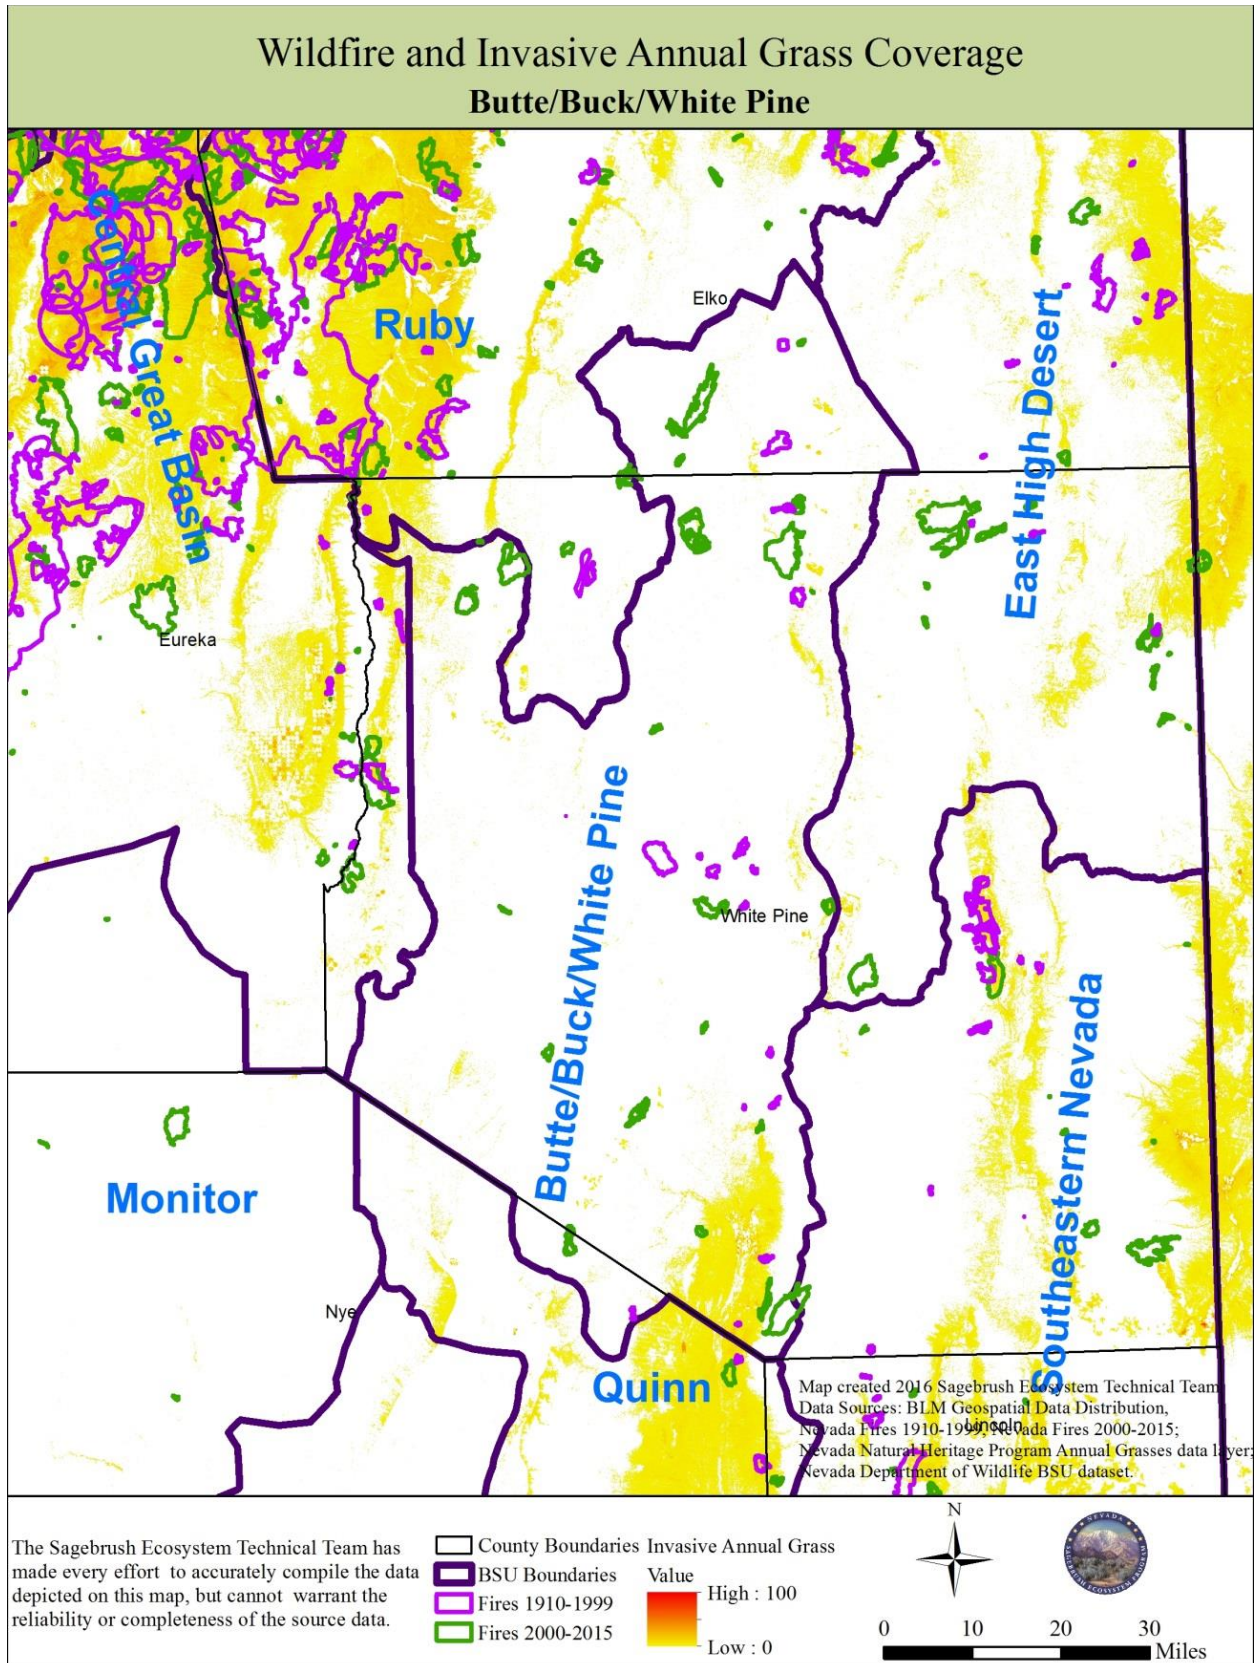 Wildfire and Invasive Annual Grass Coverage
Butte/Buck/White Pine
Central Great Basin
Ruby
Elko
East High Desert
Eureka
Butte/Buck/White Pine
White Pine
Southeastern Nevada
Monitor
Nye
Quinn
Map created 2016 Sagebrush Ecosystem Technical Team
Data Sources: BLM Geospatial Data Distribution,
Nevada Fires 1910-1999, Nevada Fires 2000-2015;
Lincoln
Nevada Natural Heritage Program Annual Grasses data layer;
Nevada Department of Wildlife BSU dataset.
The Sagebrush Ecosystem Technical Team has
made every effort to accurately compile the data
depicted on this map, but cannot warrant the
reliability or completeness of the source data.
County Boundaries
BSU Boundaries
Fires 1910-1999
Fires 2000-2015
Invasive Annual Grass
Value
High : 100
Low : 0
N
NEVADA
SAGEBRUSH ECOSYSTEM PROGRAM
0 10 20 30
Miles